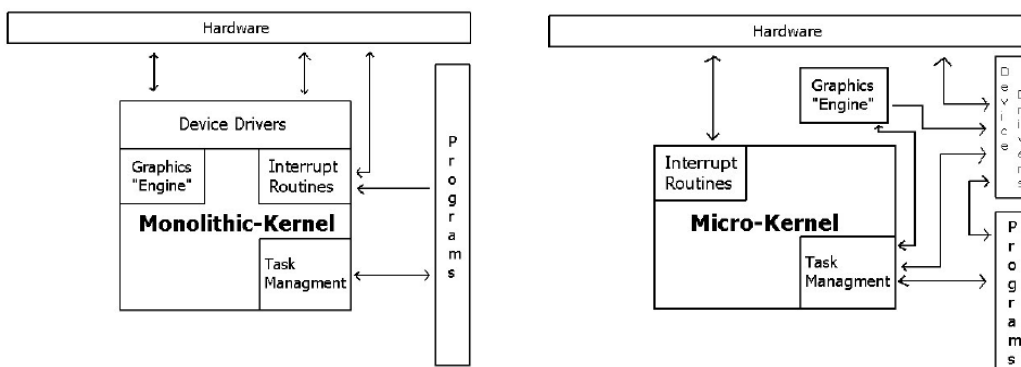 Hardware
Device Drivers
Graphics
"Engine"
Interrupt
Routines
Monolithic-Kernel
Task
Managment
Programs
Hardware
Graphics
"Engine"
Device
Drivers
Interrupt
Routines
Micro-Kernel
Task
Managment
Programs